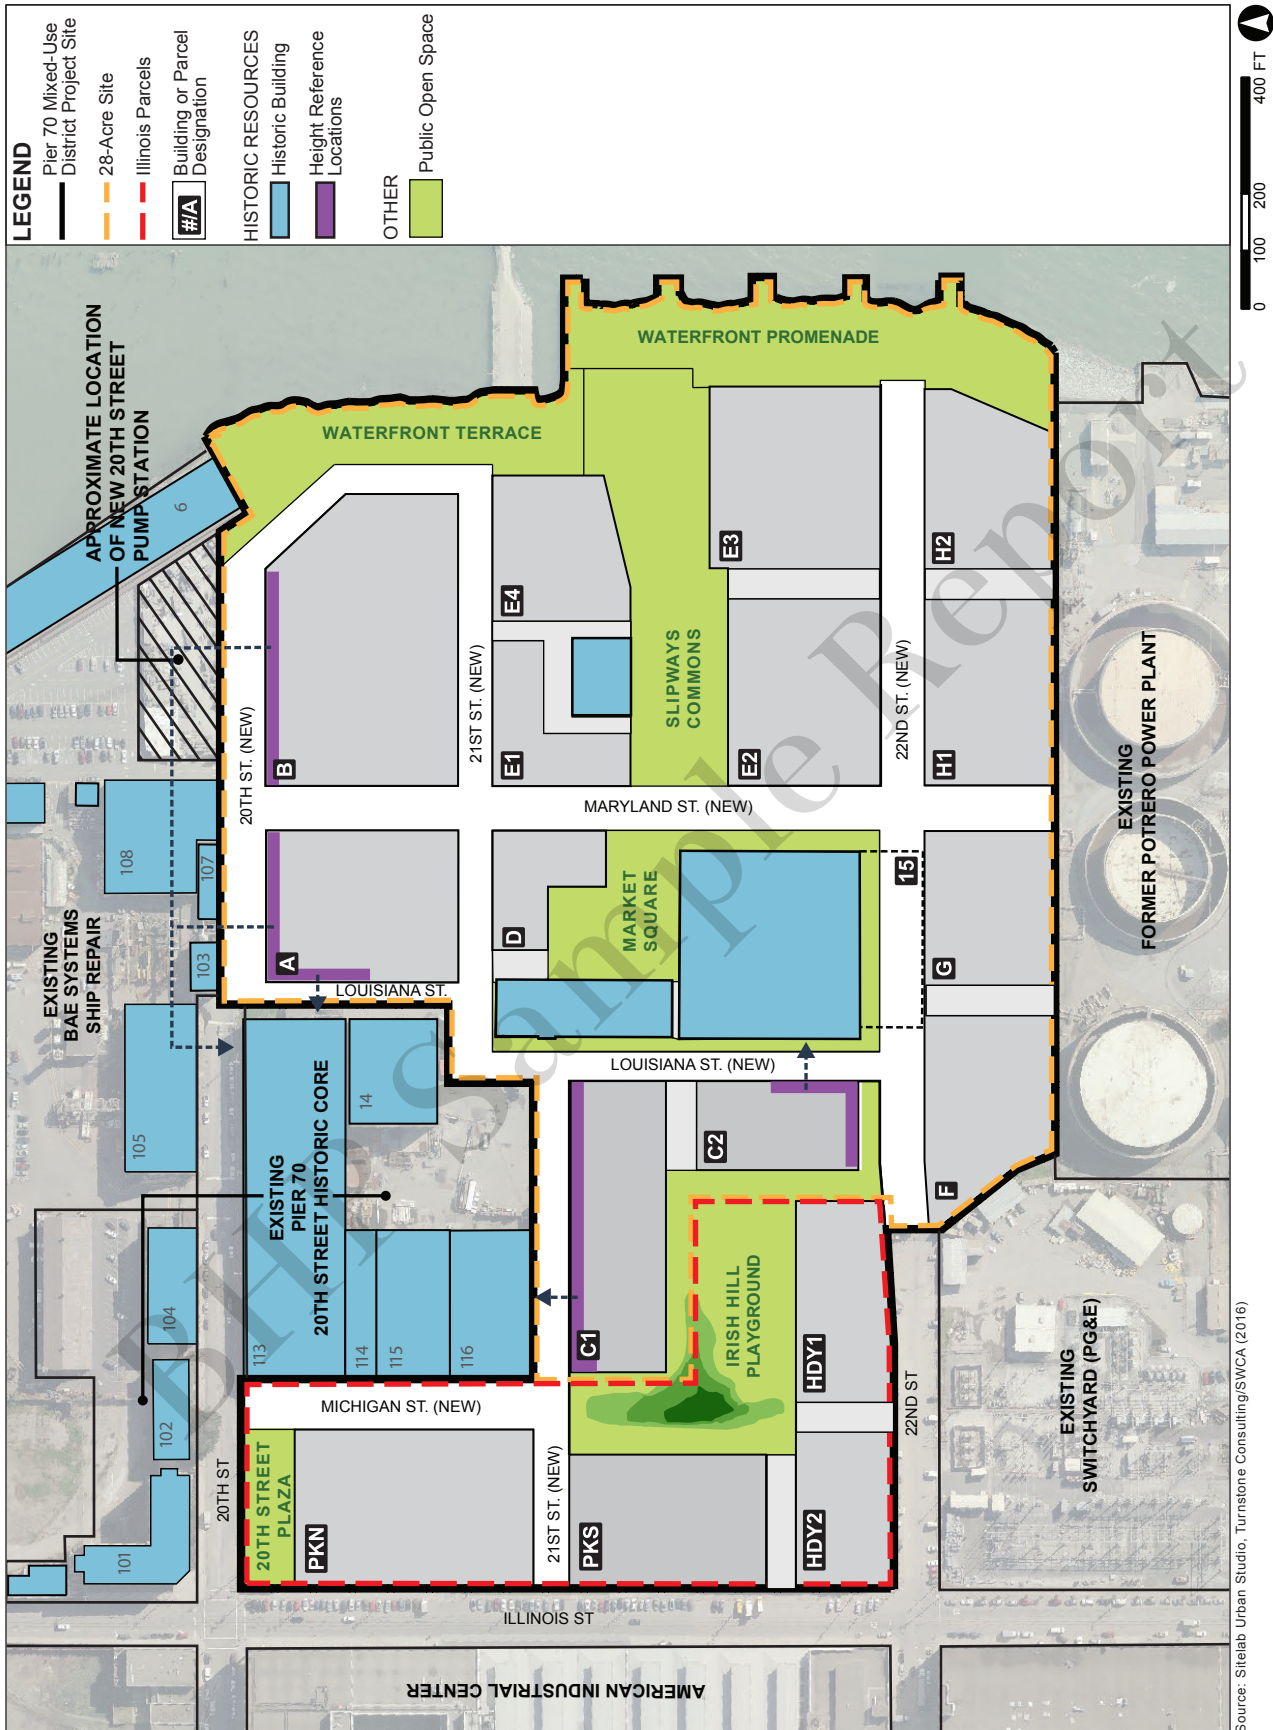 LEGEND
Pier 70 Mixed-Use
District Project Site
28-Acre Site
Illinois Parcels
#/A
Building or Parcel
Designation
HISTORIC RESOURCES
Historic Building
Height Reference
Locations
OTHER
Public Open Space
0
100
200
400 FT
APPROXIMATE LOCATION
OF NEW 20TH STREET
PUMP STATION
6
WATERFRONT TERRACE
WATERFRONT PROMENADE
EXISTING
BAE SYSTEMS
SHIP REPAIR
108
107
103
105
104
102
101
20TH ST. (NEW)
B
A
LOUISIANA ST.
21ST ST. (NEW)
E4
E1
E3
E2
SLIPWAYS
COMMONS
22ND ST. (NEW)
H2
H1
MARYLAND ST. (NEW)
D
MARKET
SQUARE
15
G
F
LOUISIANA ST. (NEW)
EXISTING
PIER 70
20TH STREET HISTORIC CORE
113
114
115
116
14
C1
C2
IRISH HILL
PLAYGROUND
HDY1
HDY2
MICHIGAN ST. (NEW)
20TH ST
20TH STREET
PLAZA
PKN
21ST ST. (NEW)
PKS
22ND ST
ILLINOIS ST
AMERICAN INDUSTRIAL CENTER
EXISTING
FORMER POTRERO POWER PLANT
EXISTING
SWITCHYARD (PG&E)
BHI Sample Report
Source: Sitelab Urban Studio, Turnstone Consulting/SWCA (2016)